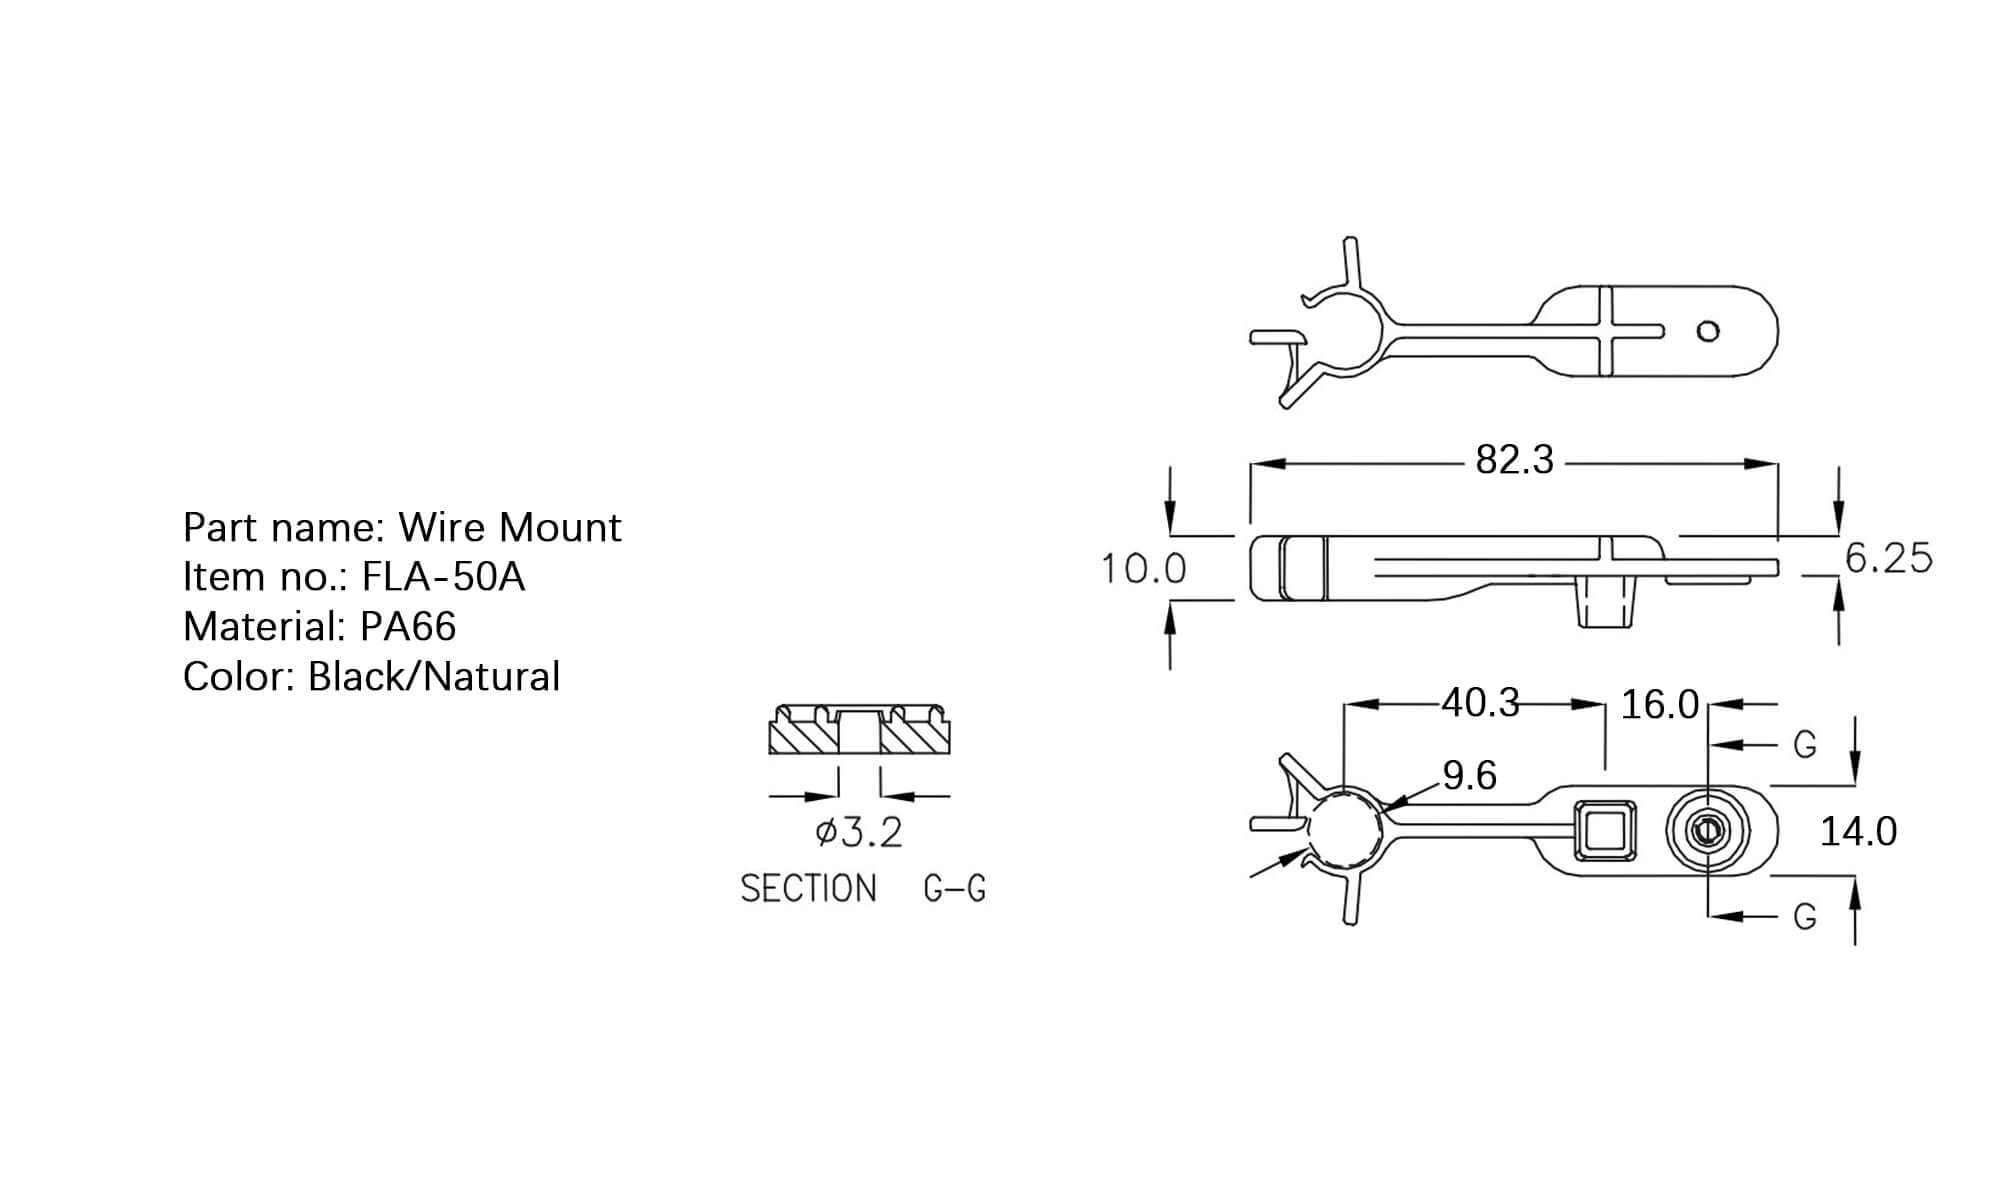 Part name: Wire Mount
Item no.: FLA-50A
Material: PA66
Color: Black/Natural
82.3
10.0
6.25
40.3
16.0
G
9.6
14.0
G
ø3.2
SECTION G-G